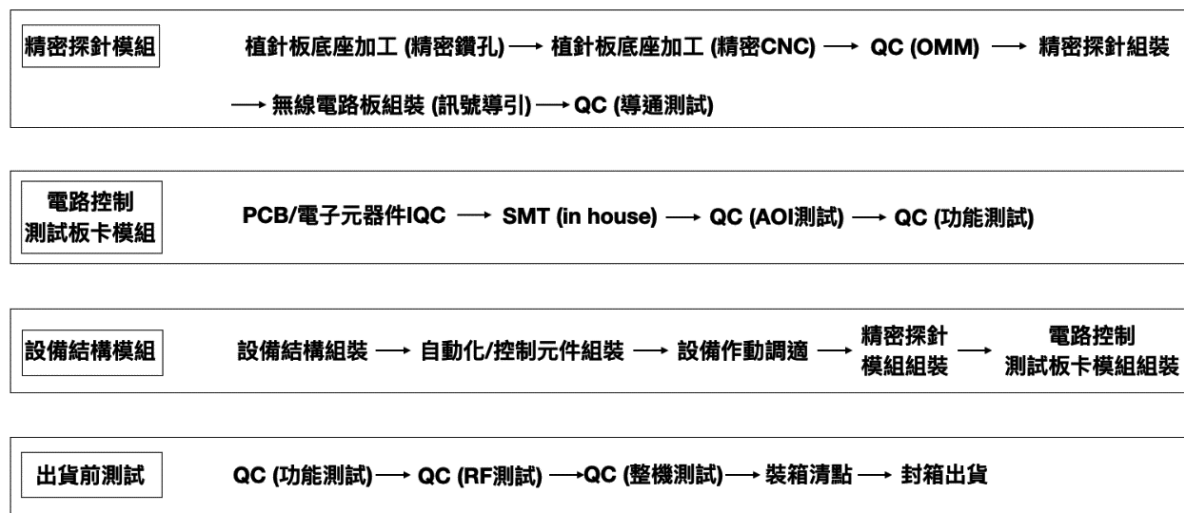 精密探針模組
植針板底座加工 (精密鑽孔) → 植針板底座加工 (精密CNC) → QC (OMM) → 精密探針組裝
→ 無線電路板組裝 (訊號導引) → QC (導通測試)
電路控制
測試板卡模組
PCB/電子元器件IQC → SMT (in house) → QC (AOI測試) → QC (功能測試)
設備結構模組
設備結構組裝 → 自動化/控制元件組裝 → 設備作動調適 →
精密探針
模組組裝
→
電路控制
測試板卡模組組裝
出貨前測試
QC (功能測試) → QC (RF測試) → QC (整機測試) → 裝箱清點 → 封箱出貨